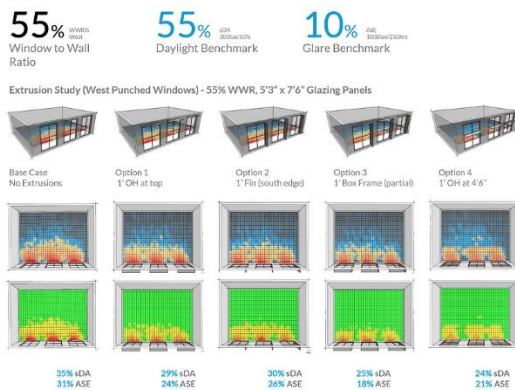 55% WWR% West
Window to Wall Ratio
55% sDA 300lux/50%
Daylight Benchmark
10% ASE 1000lux/250hrs
Glare Benchmark
Extrusion Study (West Punched Windows) - 55% WWR, 5'3" x 7'6" Glazing Panels
Base Case
No Extrusions
Option 1
1' OH at top
Option 2
1' Fin (south edge)
Option 3
1' Box Frame (partial)
Option 4
1' OH at 4'6"
35% sDA
31% ASE
29% sDA
24% ASE
30% sDA
26% ASE
25% sDA
18% ASE
24% sDA
21% ASE